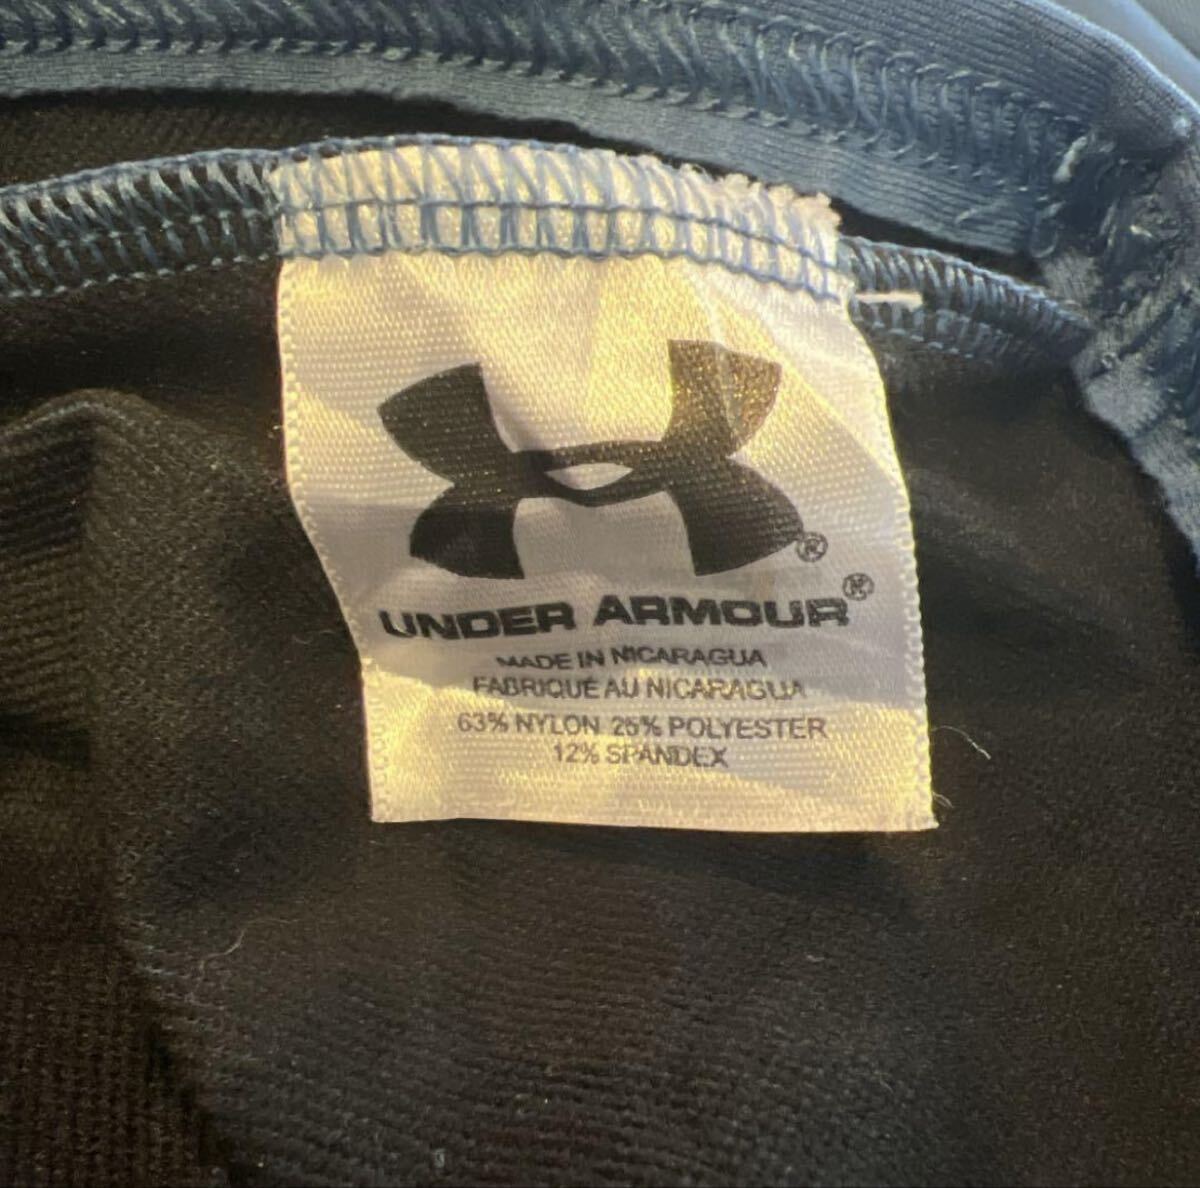 ®
UNDER ARMOUR®
MADE IN NICARAGUA
FABRIQUÉ AU NICARAGUA
63% NYLON 25% POLYESTER
12% SPANDEX